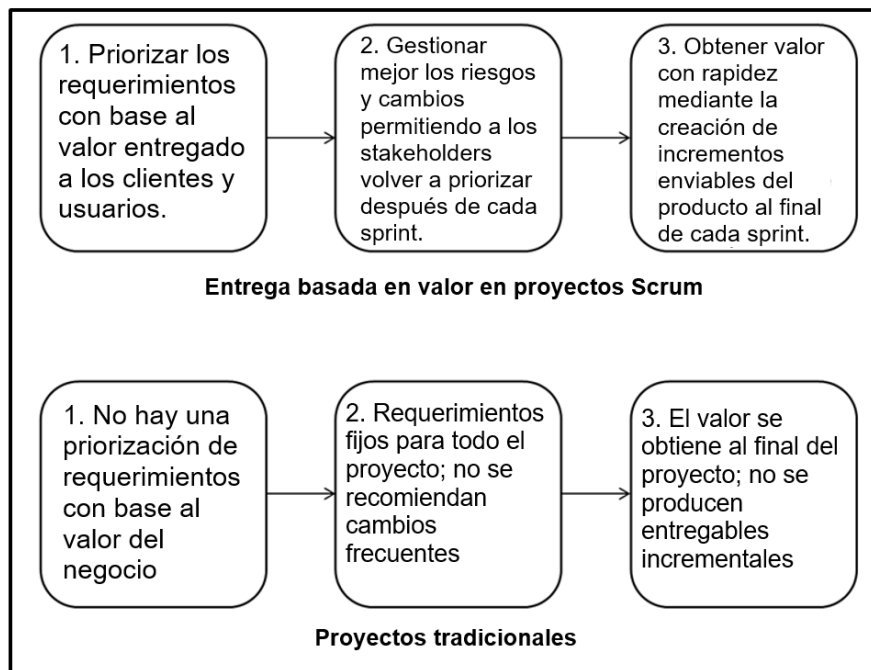 1. Priorizar los
requerimientos
con base al
valor entregado
a los clientes y
usuarios.
2. Gestionar
mejor los riesgos
y cambios
permitiendo a los
stakeholders
volver a priorizar
después de cada
sprint.
3. Obtener valor
con rapidez
mediante la
creación de
incrementos
enviables del
producto al final
de cada sprint.
Entrega basada en valor en proyectos Scrum
1. No hay una
priorización de
requerimientos
con base al
valor del
negocio
2. Requerimientos
fijos para todo el
proyecto; no se
recomiendan
cambios
frecuentes
3. El valor se
obtiene al final del
proyecto; no se
producen
entregables
incrementales
Proyectos tradicionales